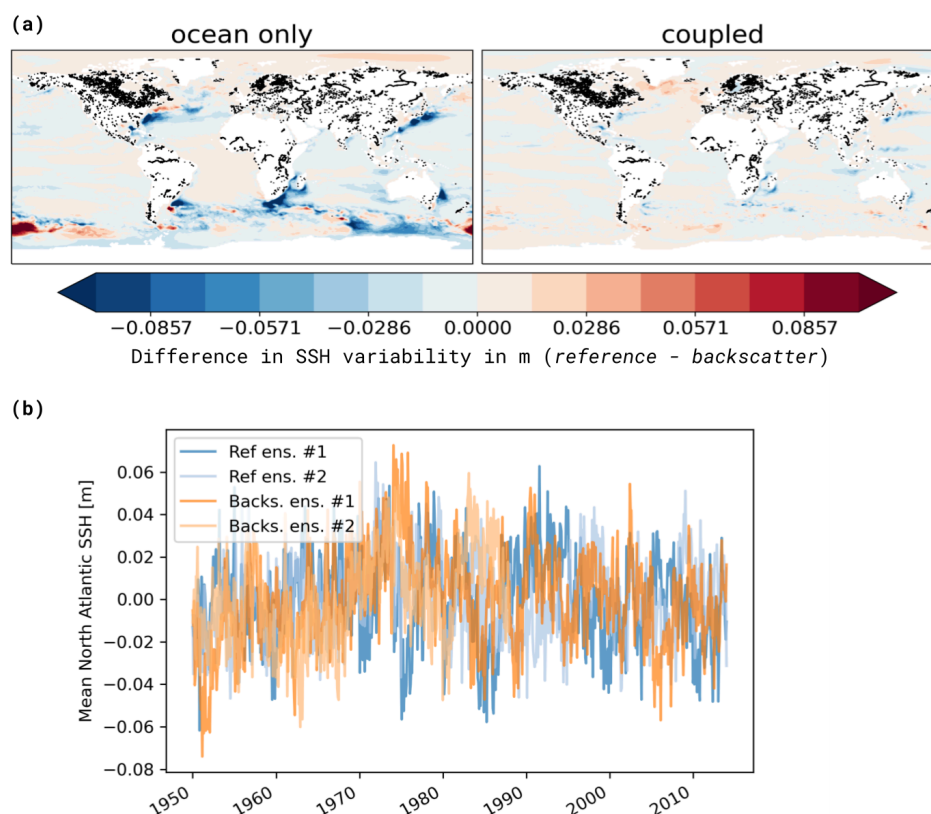 (a)
ocean only
coupled
−0.0857 −0.0571 −0.0286 0.0000 0.0286 0.0571 0.0857
Difference in SSH variability in m (reference - backscatter)
(b)
Mean North Atlantic SSH [m]
0.06
0.04
0.02
0.00
−0.02
−0.04
−0.06
−0.08
Ref ens. #1
Ref ens. #2
Backs. ens. #1
Backs. ens. #2
1950 1960 1970 1980 1990 2000 2010